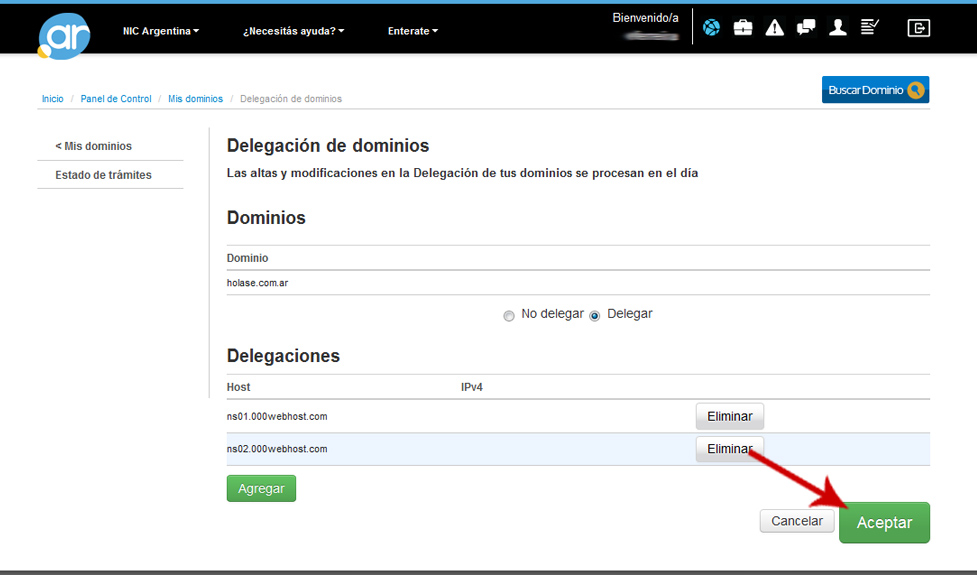 Bienvenido/a
.ar
NIC Argentina
¿Necesitás ayuda?
Enterate
Inicio / Panel de Control / Mis dominios / Delegación de dominios
Buscar Dominio
< Mis dominios
Estado de trámites
Delegación de dominios
Las altas y modificaciones en la Delegación de tus dominios se procesan en el día
Dominios
Dominio
holase.com.ar
No delegar Delegar
Delegaciones
Host IPv4
ns01.000webhost.com Eliminar
ns02.000webhost.com Eliminar
Agregar
Cancelar Aceptar